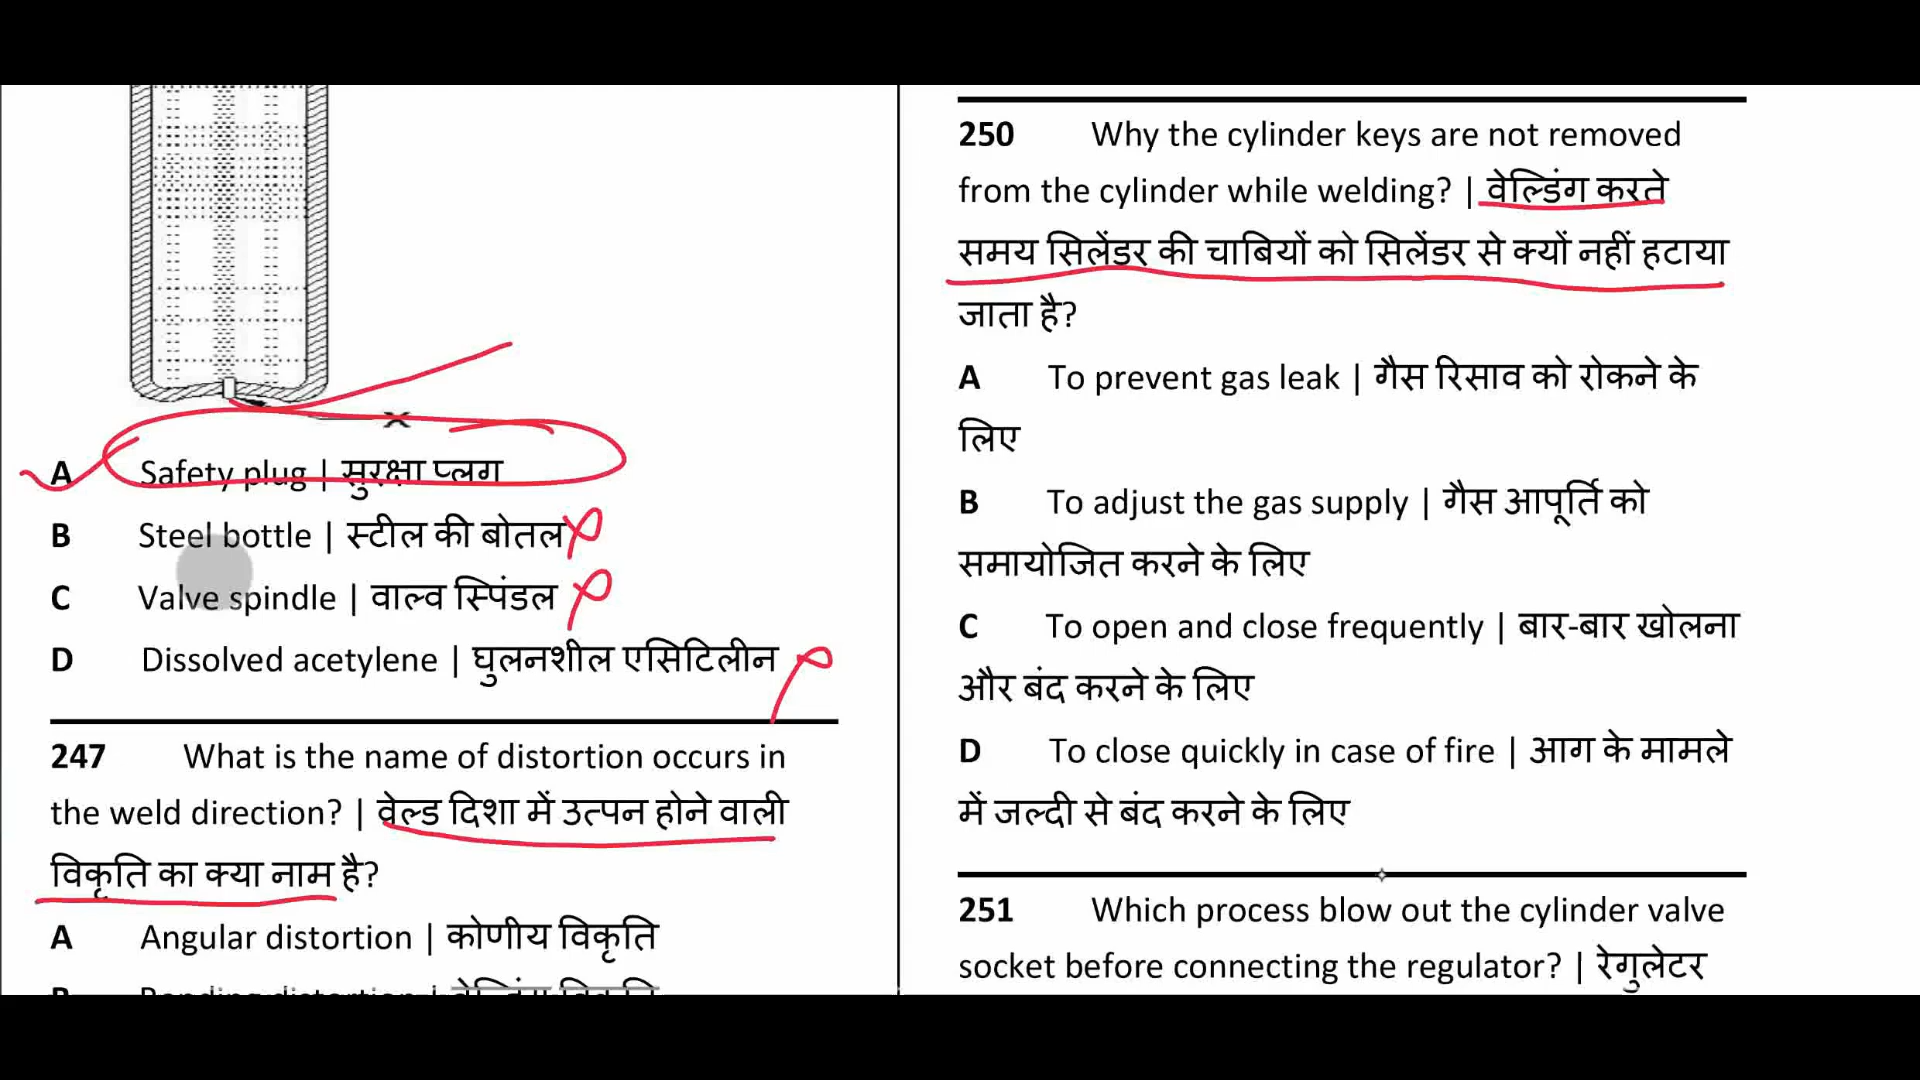 X
A Safety plug | सुरक्षा प्लग
B Steel bottle | स्टील की बोतल
C Valve spindle | वाल्व स्पिंडल
D Dissolved acetylene | घुलनशील एसिटिलीन
247 What is the name of distortion occurs in
the weld direction? | वेल्ड दिशा में उत्पन होने वाली
विकृति का क्या नाम है?
A Angular distortion | कोणीय विकृति
250 Why the cylinder keys are not removed
from the cylinder while welding? | वेल्डिंग करते
समय सिलेंडर की चाबियों को सिलेंडर से क्यों नहीं हटाया
जाता है?
A To prevent gas leak | गैस रिसाव को रोकने के
लिए
B To adjust the gas supply | गैस आपूर्ति को
समायोजित करने के लिए
C To open and close frequently | बार-बार खोलना
और बंद करने के लिए
D To close quickly in case of fire | आग के मामले
में जल्दी से बंद करने के लिए
251 Which process blow out the cylinder valve
socket before connecting the regulator? | रेगुलेटर